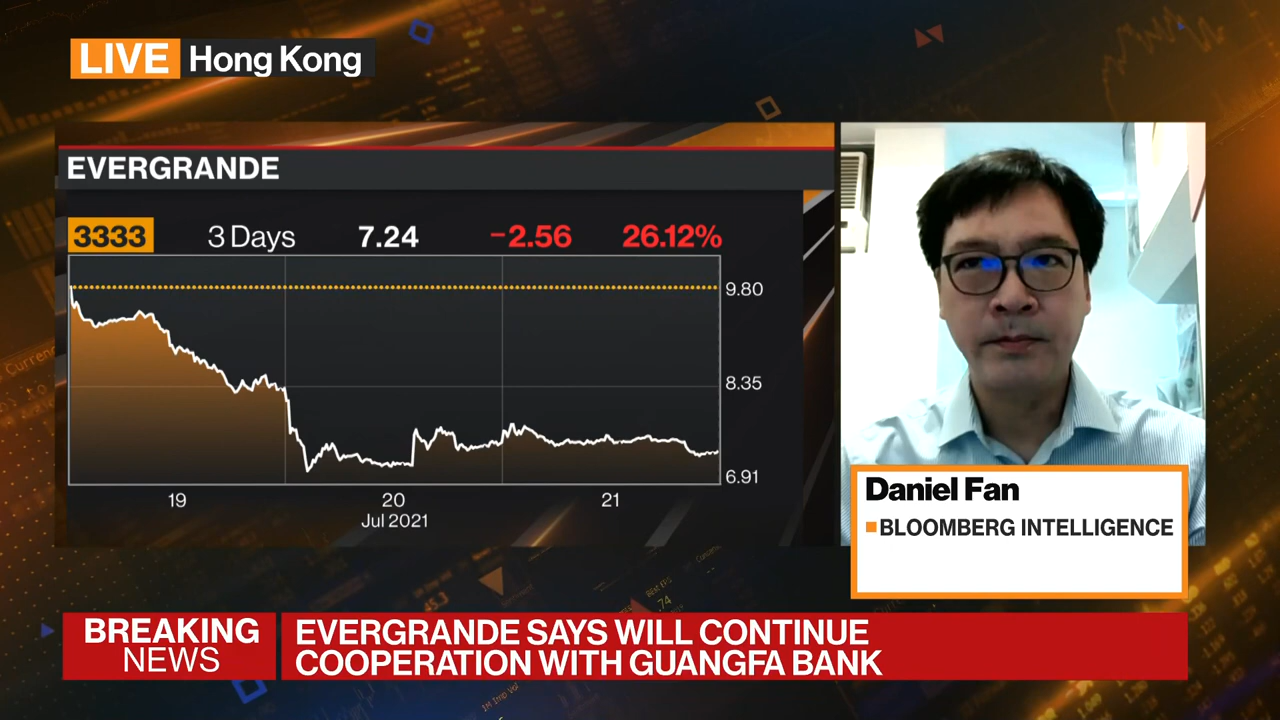 LIVE Hong Kong
EVERGRANDE
3333 3 Days 7.24 −2.56 26.12%
9.80
8.35
6.91
19 20 21
Jul 2021
Daniel Fan
BLOOMBERG INTELLIGENCE
BREAKING
NEWS
EVERGRANDE SAYS WILL CONTINUE
COOPERATION WITH GUANGFA BANK